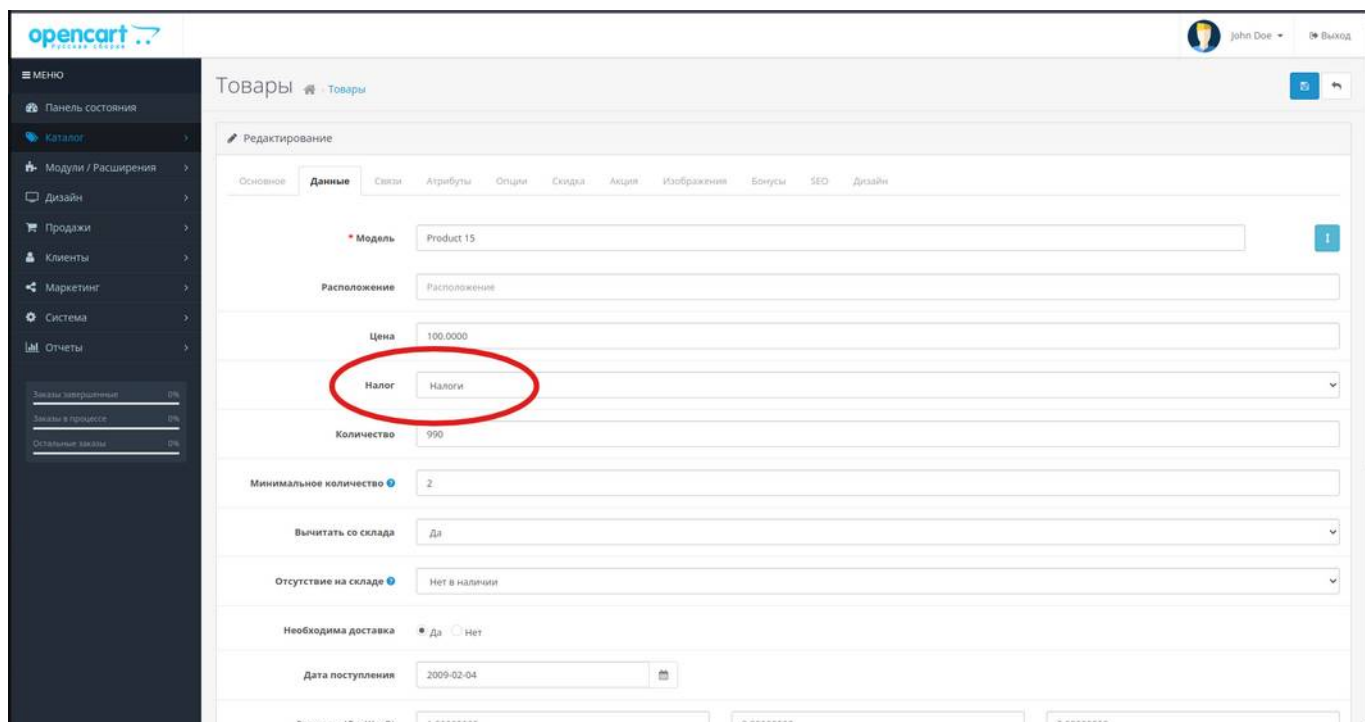 opencart
Русская сборка
John Doe
Выход
МЕНЮ
Панель состояния
Каталог
Модули / Расширения
Дизайн
Продажи
Клиенты
Маркетинг
Система
Отчеты
Заказы завершенные 0%
Заказы в процессе 0%
Остальные заказы 0%
Товары
Товары
Редактирование
Основное Данные Связи Атрибуты Опции Скидка Акция Изображения Бонусы SEO Дизайн
* Модель Product 15
Расположение Расположение
Цена 100.0000
Налог Налоги
Количество 990
Минимальное количество 2
Вычитать со склада Да
Отсутствие на складе Нет в наличии
Необходима доставка Да Нет
Дата поступления 2009-02-04